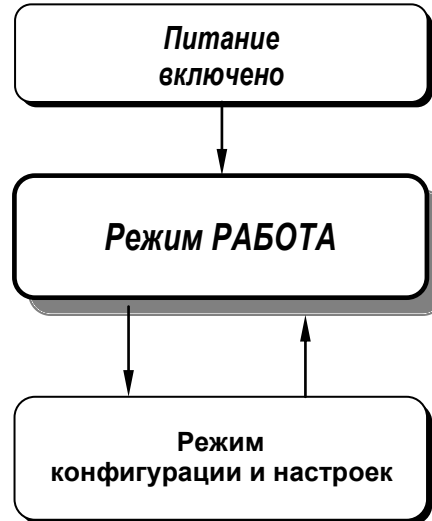 Питание
включено
Режим РАБОТА
Режим
конфигурации и настроек